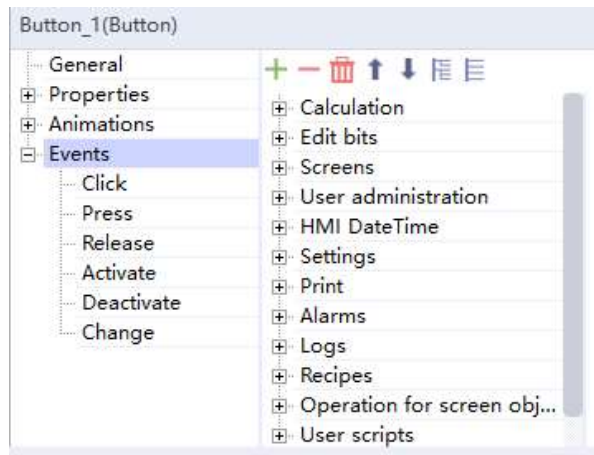 Button_1(Button)
General
Properties
Animations
Events
Click
Press
Release
Activate
Deactivate
Change
Calculation
Edit bits
Screens
User administration
HMI DateTime
Settings
Print
Alarms
Logs
Recipes
Operation for screen obj...
User scripts